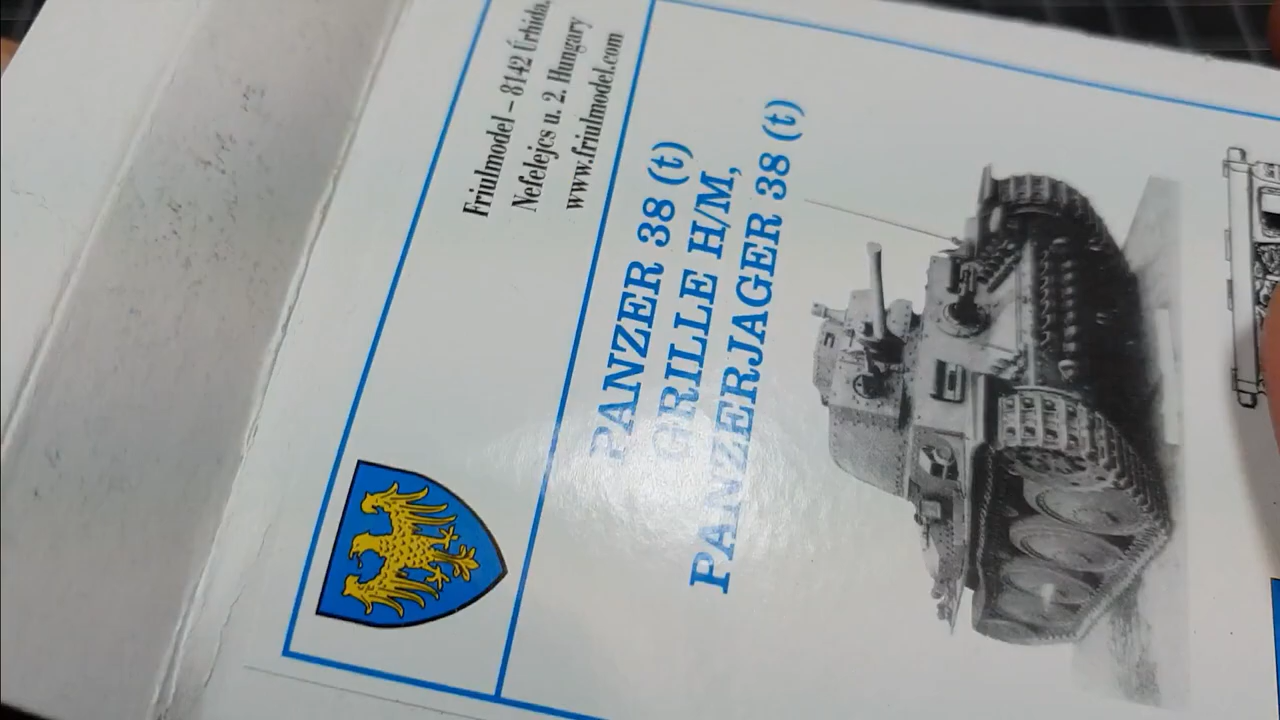 Friulmodel – 8142 Úrhida,
Nefelejcs u. 2. Hungary
www.friulmodel.com
PANZER 38 (t)
GRILLE H/M,
PANZERJAGER 38 (t)